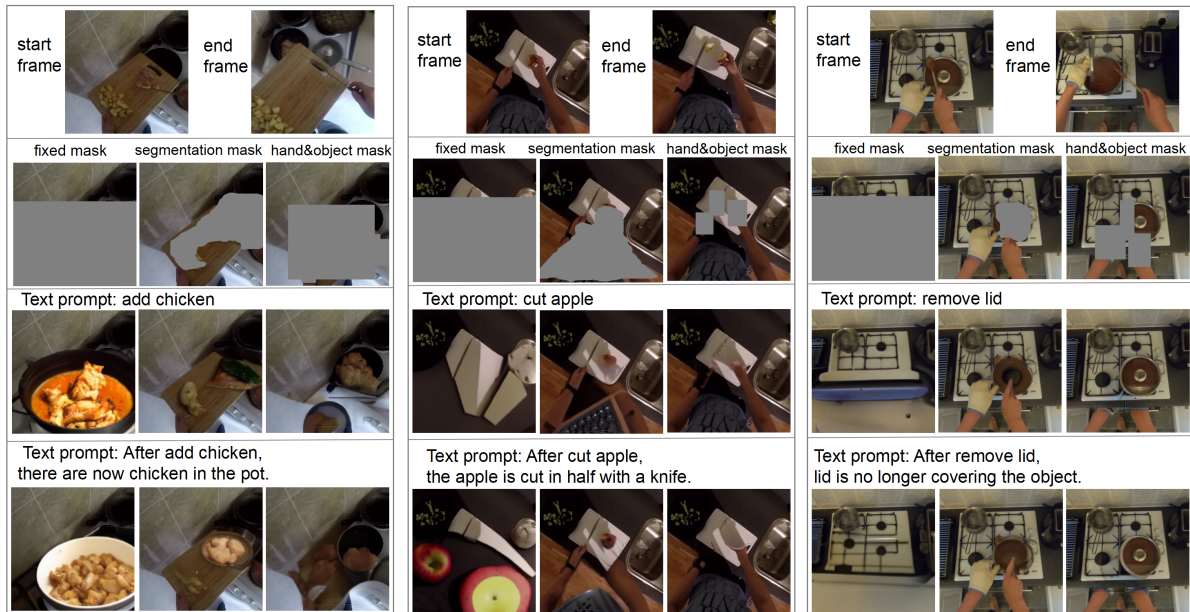 start
frame
end
frame
fixed mask
segmentation mask
hand&object mask
Text prompt: add chicken
Text prompt: After add chicken,
there are now chicken in the pot.
start
frame
end
frame
fixed mask
segmentation mask
hand&object mask
Text prompt: cut apple
Text prompt: After cut apple,
the apple is cut in half with a knife.
start
frame
end
frame
fixed mask
segmentation mask
hand&object mask
Text prompt: remove lid
Text prompt: After remove lid,
lid is no longer covering the object.